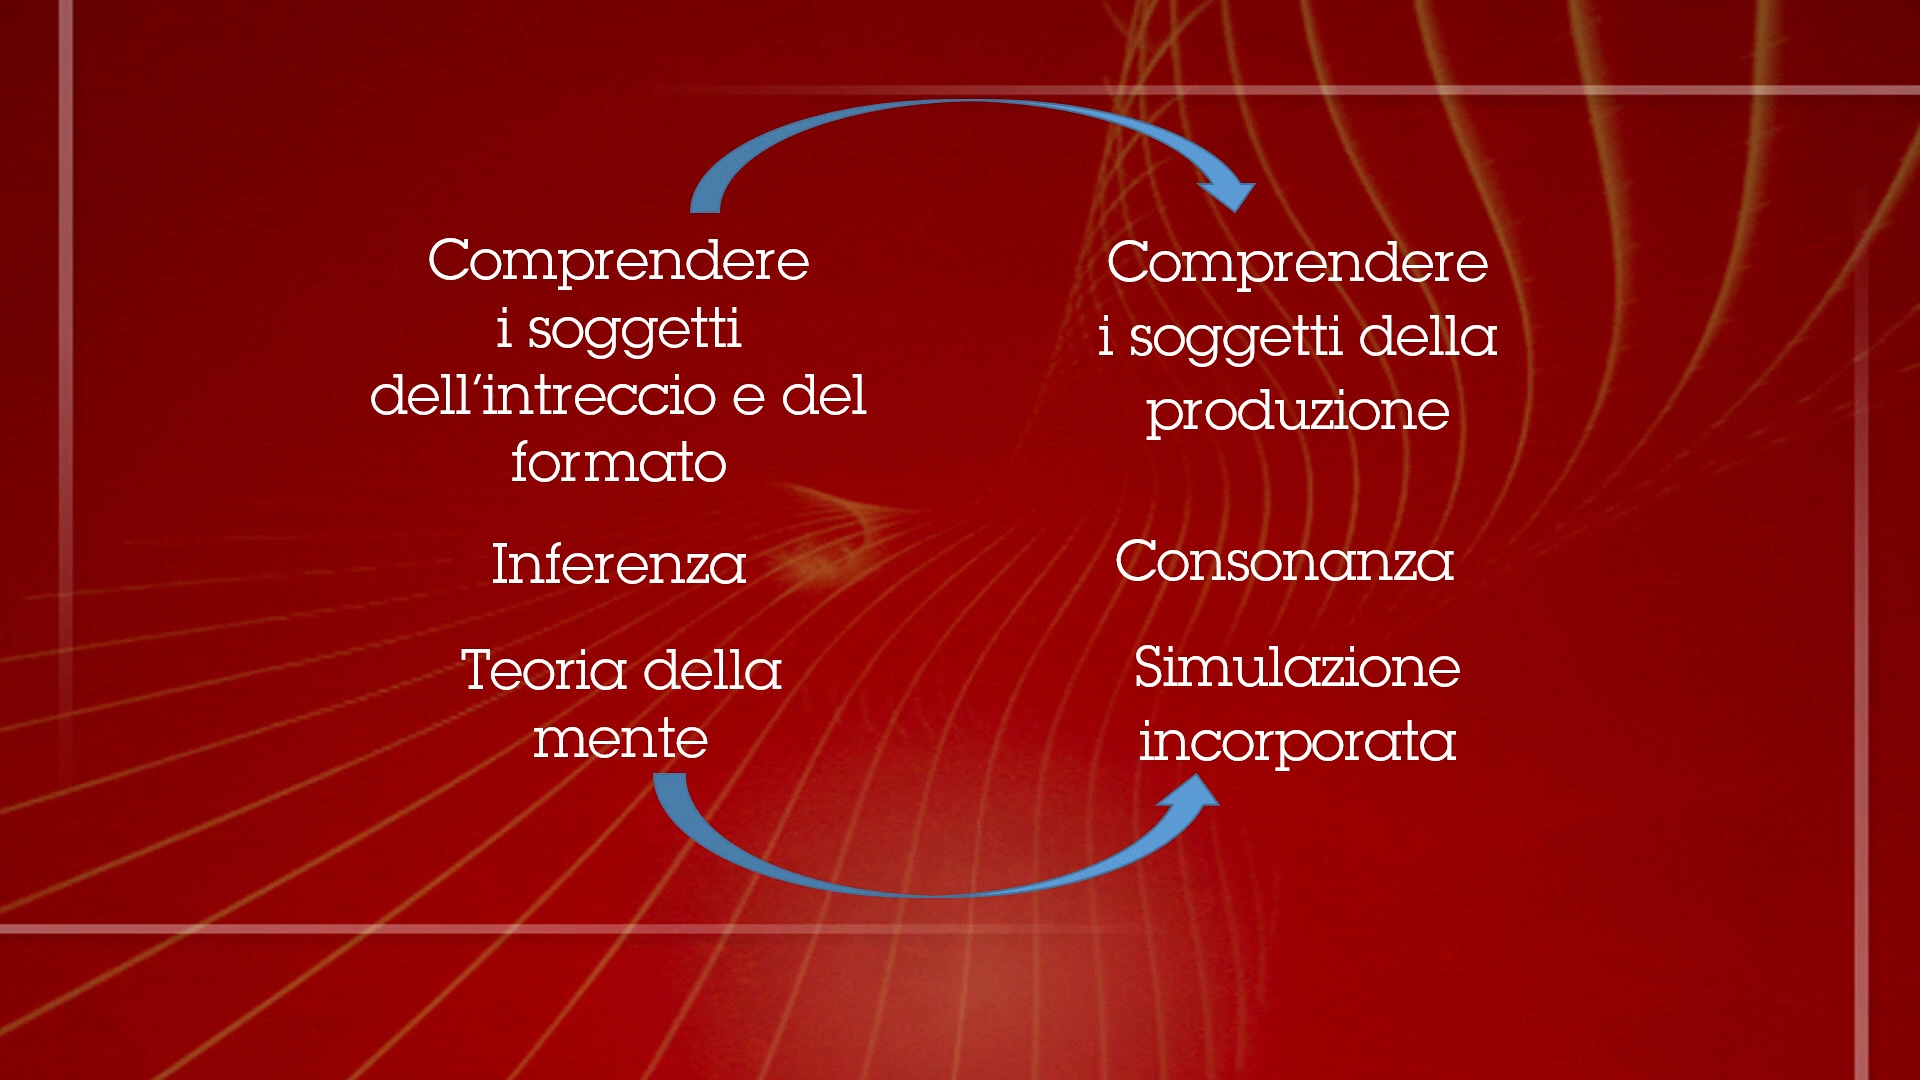 Comprendere
i soggetti
dell’intreccio e del
formato
Inferenza
Teoria della
mente
Comprendere
i soggetti della
produzione
Consonanza
Simulazione
incorporata